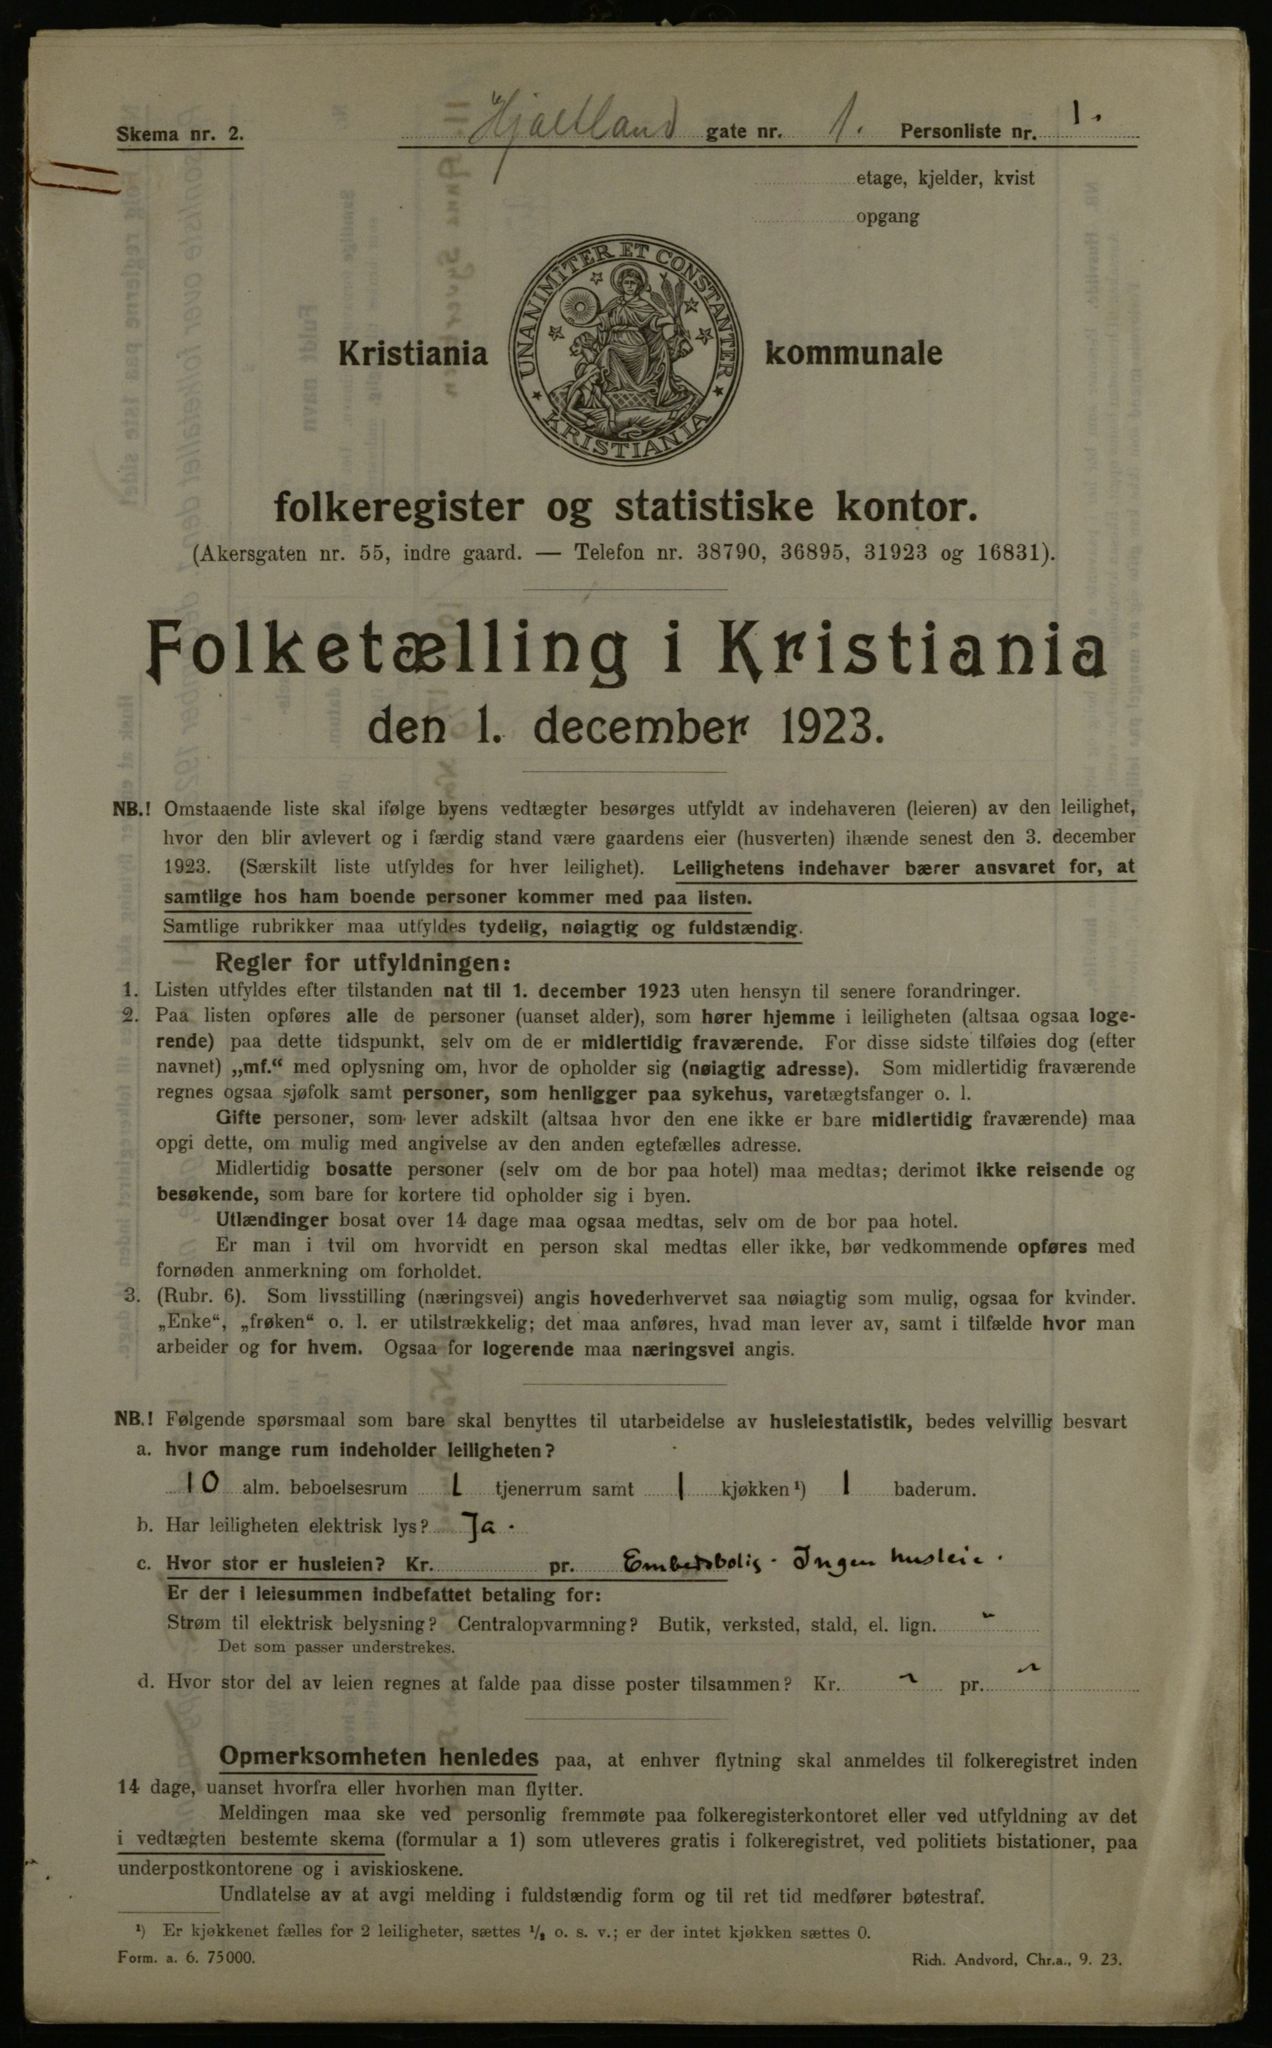 Skema nr. 2.
Hjaltland gate nr. 1. Personliste nr. 1.
etage, kjelder, kvist
opgang
Kristiania
UNANIMITER ET CONSTANTER
KRISTIANIA
kommunale
folkeregister og statistiske kontor.
(Akersgaten nr. 55, indre gaard. — Telefon nr. 38790, 36895, 31923 og 16831).
Folketælling i Kristiania
den 1. december 1923.
NB.! Omstaaende liste skal ifølge byens vedtægter besørges utfyldt av indehaveren (leieren) av den leilighet,
hvor den blir avlevert og i færdig stand være gaardens eier (husverten) ihænde senest den 3. december
1923. (Særskilt liste utfyldes for hver leilighet). Leilighetens indehaver bærer ansvaret for, at
samtlige hos ham boende personer kommer med paa listen.
Samtlige rubrikker maa utfyldes tydelig, nøiagtig og fuldstændig.
Regler for utfyldningen:
1. Listen utfyldes efter tilstanden nat til 1. december 1923 uten hensyn til senere forandringer.
2. Paa listen opføres alle de personer (uanset alder), som hører hjemme i leiligheten (altsaa ogsaa loge-
rende) paa dette tidspunkt, selv om de er midlertidig fraværende. For disse sidste tilføies dog (efter
navnet) „mf.“ med oplysning om, hvor de opholder sig (nøiagtig adresse). Som midlertidig fraværende
regnes ogsaa sjøfolk samt personer, som henligger paa sykehus, varetægtsfanger o. l.
Gifte personer, som lever adskilt (altsaa hvor den ene ikke er bare midlertidig fraværende) maa
opgi dette, om mulig med angivelse av den anden egtefælles adresse.
Midlertidig bosatte personer (selv om de bor paa hotel) maa medtas; derimot ikke reisende og
besøkende, som bare for kortere tid opholder sig i byen.
Utlændinger bosat over 14 dage maa ogsaa medtas, selv om de bor paa hotel.
Er man i tvil om hvorvidt en person skal medtas eller ikke, bør vedkommende opføres med
fornøden anmerkning om forholdet.
3. (Rubr. 6). Som livsstilling (næringsvei) angis hovederhvervet saa nøiagtig som mulig, ogsaa for kvinder.
„Enke“, „frøken“ o. l. er utilstrækkelig; det maa anføres, hvad man lever av, samt i tilfælde hvor man
arbeider og for hvem. Ogsaa for logerende maa næringsvei angis.
NB.! Følgende spørsmaal som bare skal benyttes til utarbeidelse av husleiestatistik, bedes velvillig besvart
a. hvor mange rum indeholder leiligheten?
10 alm. beboelsesrum 1 tjenerrum samt 1 kjøkken ¹) 1 baderum.
b. Har leiligheten elektrisk lys? Ja.
c. Hvor stor er husleien? Kr. pr. Embedsbolig. Ingen husleie.
Er der i leiesummen indbefattet betaling for:
Strøm til elektrisk belysning? Centralopvarmning? Butik, verksted, stald, el. lign.
Det som passer understrekes.
d. Hvor stor del av leien regnes at falde paa disse poster tilsammen? Kr. pr.
Opmerksomheten henledes paa, at enhver flytning skal anmeldes til folkeregistret inden
14 dage, uanset hvorfra eller hvorhen man flytter.
Meldingen maa ske ved personlig fremmøte paa folkeregisterkontoret eller ved utfyldning av det
i vedtægten bestemte skema (formular a 1) som utleveres gratis i folkeregistret, ved politiets bistationer, paa
underpostkontorene og i aviskioskene.
Undlatelse av at avgi melding i fuldstændig form og til ret tid medfører bøtestraf.
¹) Er kjøkkenet fælles for 2 leiligheter, sættes ½ o. s. v.; er der intet kjøkken sættes 0.
Form. a. 6. 75000.
Rich. Andvord, Chr.a., 9. 23.